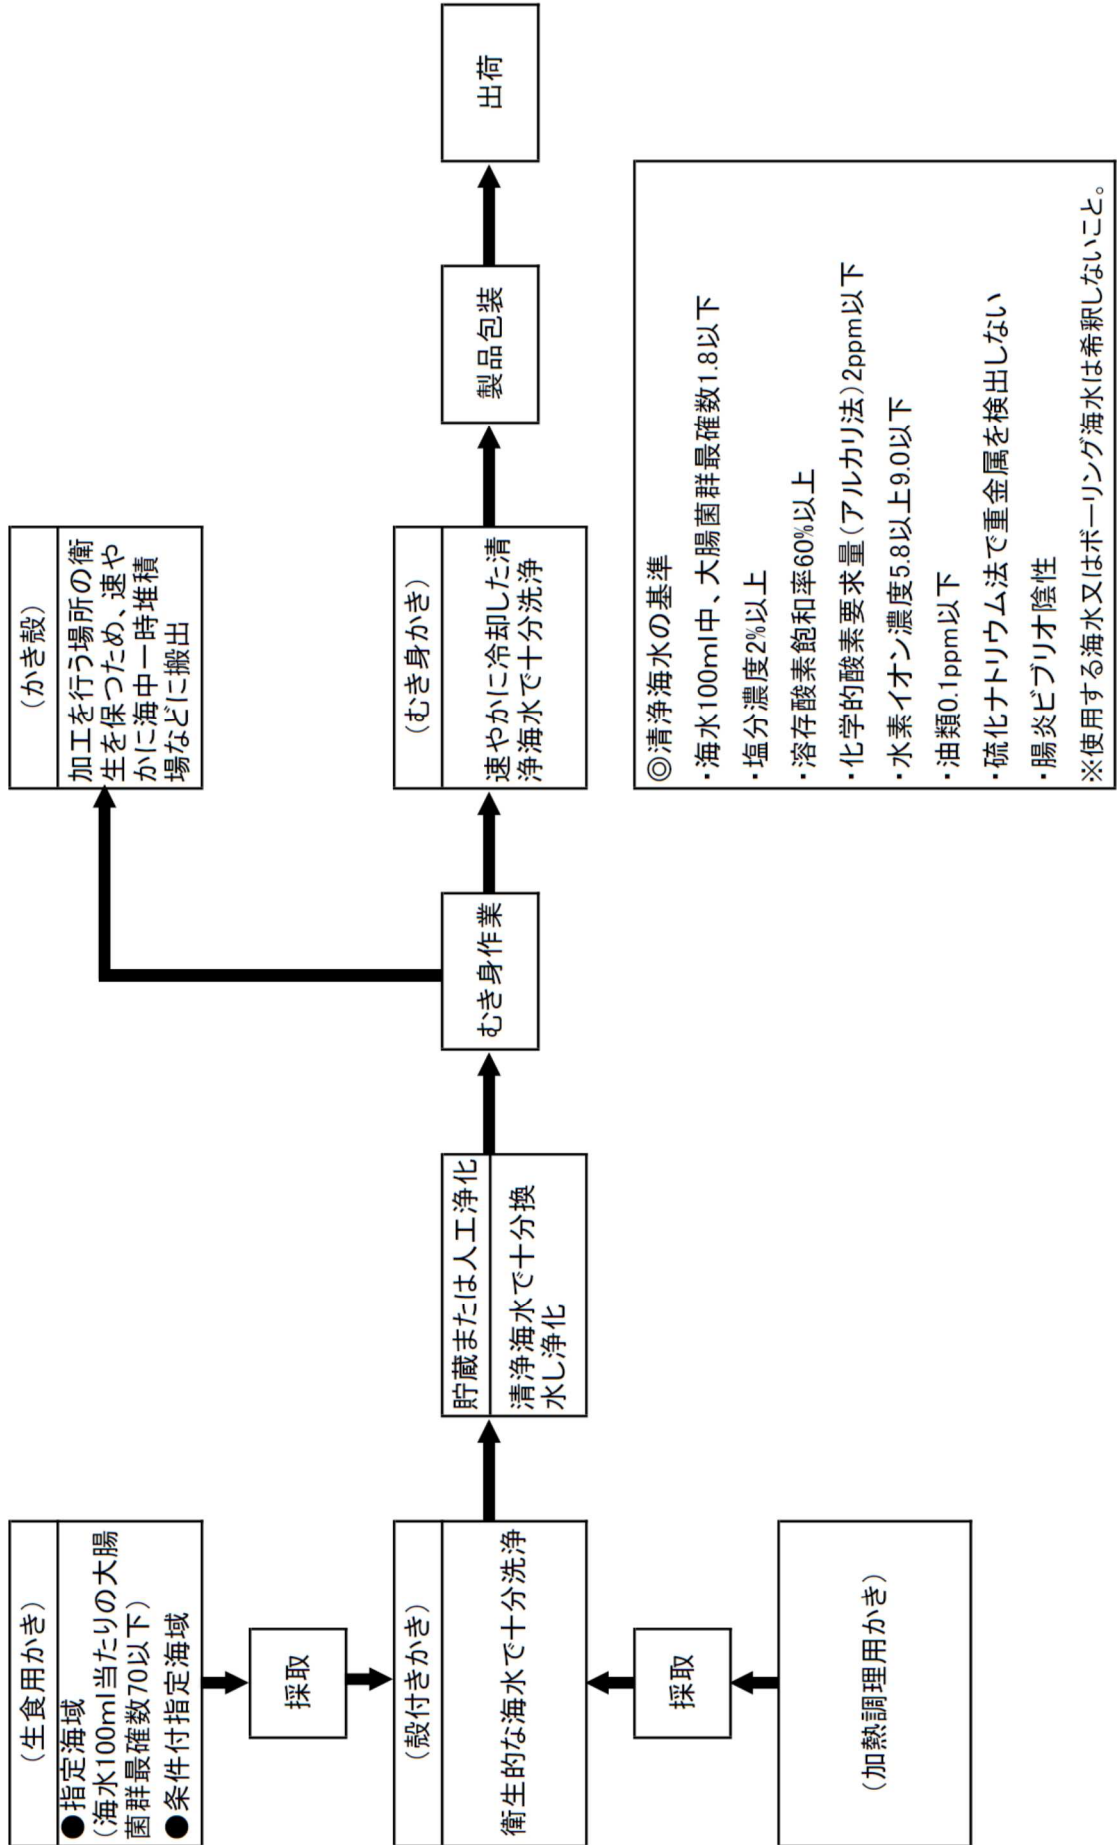 (生食用かき)
●指定海域
(海水100ml当たりの大腸
菌群最確数70以下)
●条件付指定海域
採取
(殻付きかき)
衛生的な海水で十分洗浄
採取
(加熱調理用かき)
貯蔵または人工浄化
清浄海水で十分換
水し浄化
むき身作業
(かき殻)
加工を行う場所の衛
生を保つため、速や
かに海中一時堆積
場などに搬出
(むき身かき)
速やかに冷却した清
浄海水で十分洗浄
製品包装
出荷
◎清浄海水の基準
・海水100ml中、大腸菌群最確数1.8以下
・塩分濃度2%以上
・溶存酸素飽和率60%以上
・化学的酸素要求量(アルカリ法)2ppm以下
・水素イオン濃度5.8以上9.0以下
・油類0.1ppm以下
・硫化ナトリウム法で重金属を検出しない
・腸炎ビブリオ陰性
※使用する海水又はボーリング海水は希釈しないこと。